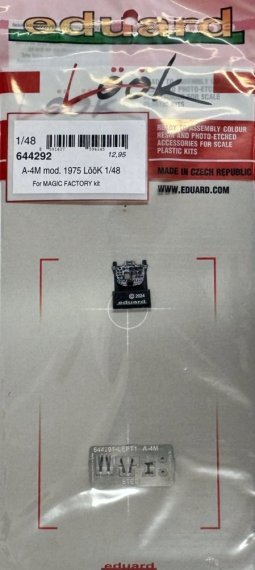 eduard
Löök
1/48
644292
12,95
A-4M mod. 1975 LööK 1/48
For MAGIC FACTORY kit
READY TO ASSEMBLY COLOUR
RESIN AND PHOTO-ETCHED
ACCESSORIES FOR SCALE
PLASTIC KITS
MADE IN CZECH REPUBLIC
WWW.EDUARD.COM
© 2024
eduard
A-4M
eduard